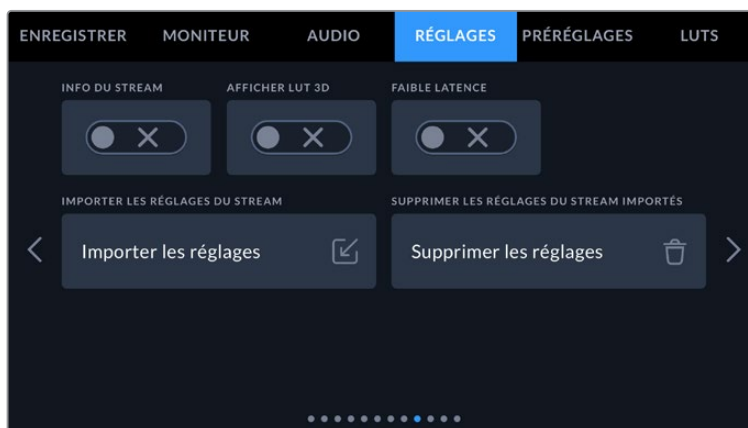 ENREGISTRER MONITEUR AUDIO RÉGLAGES PRÉRÉGLAGES LUTS
INFO DU STREAM AFFICHER LUT 3D FAIBLE LATENCE
IMPORTER LES RÉGLAGES DU STREAM SUPPRIMER LES RÉGLAGES DU STREAM IMPORTÉS
Importer les réglages Supprimer les réglages